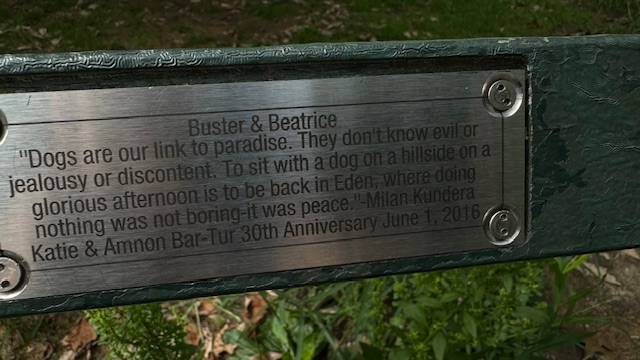 Buster & Beatrice
"Dogs are our link to paradise. They don't know evil or
jealousy or discontent. To sit with a dog on a hillside on a
glorious afternoon is to be back in Eden, where doing
nothing was not boring-it was peace."-Milan Kundera
Katie & Amnon Bar-Tur 30th Anniversary June 1, 2016